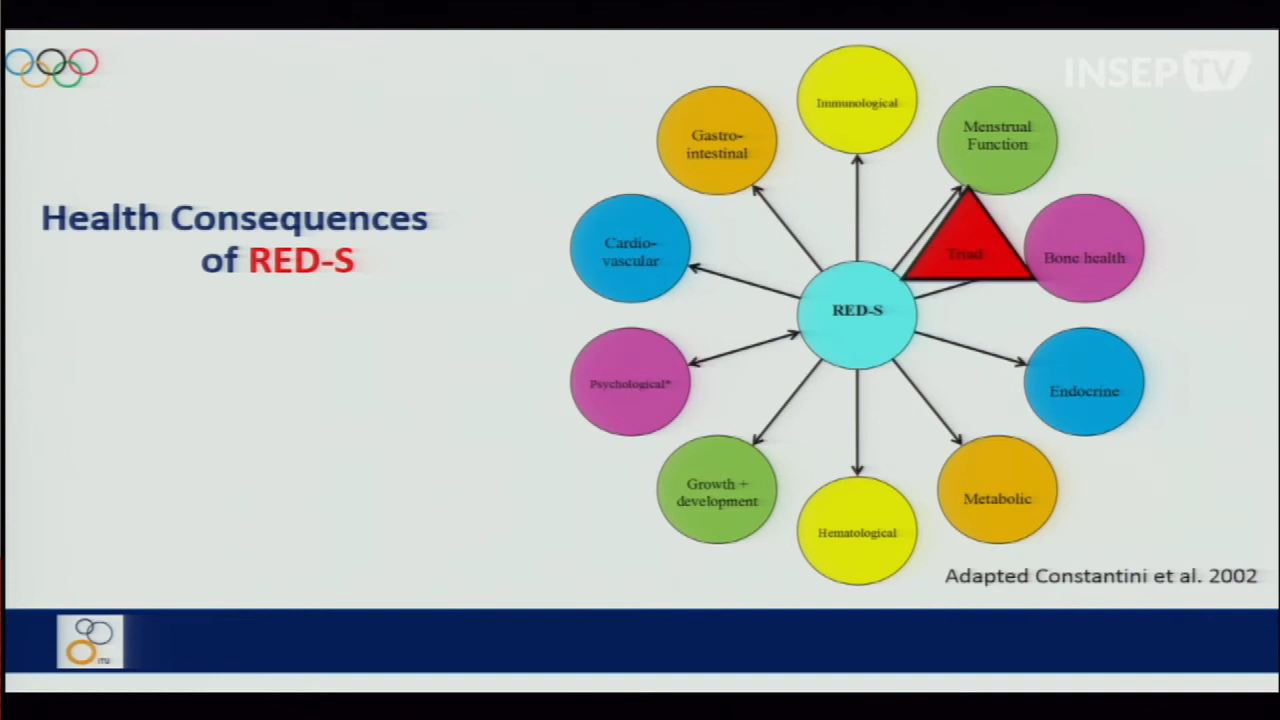 INSEP TV
Health Consequences
of RED-S
Immunological
Menstrual
Function
Gastro-
intestinal
Cardio-
vascular
Triad
Bone health
RED-S
Psychological*
Endocrine
Growth +
development
Metabolic
Hematological
Adapted Constantini et al. 2002
ITU